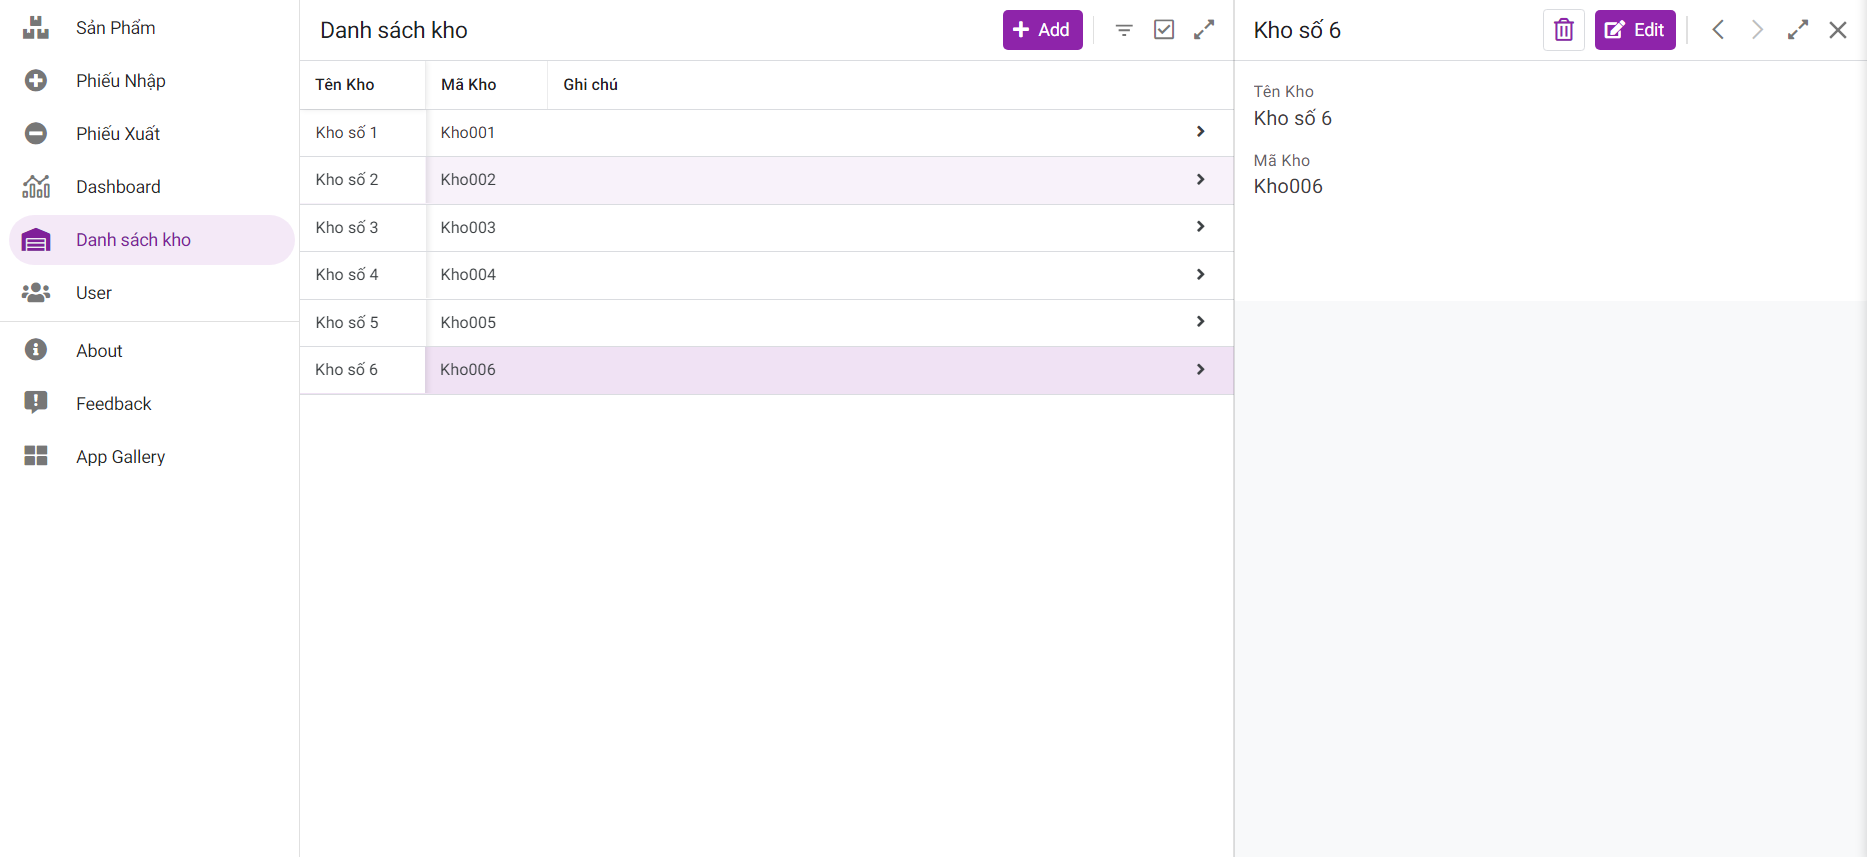 Sản Phẩm
Phiếu Nhập
Phiếu Xuất
Dashboard
Danh sách kho
User
About
Feedback
App Gallery
Danh sách kho
Add
Tên Kho Mã Kho Ghi chú
Kho số 1 Kho001
Kho số 2 Kho002
Kho số 3 Kho003
Kho số 4 Kho004
Kho số 5 Kho005
Kho số 6 Kho006
Kho số 6
Edit
Tên Kho
Kho số 6
Mã Kho
Kho006